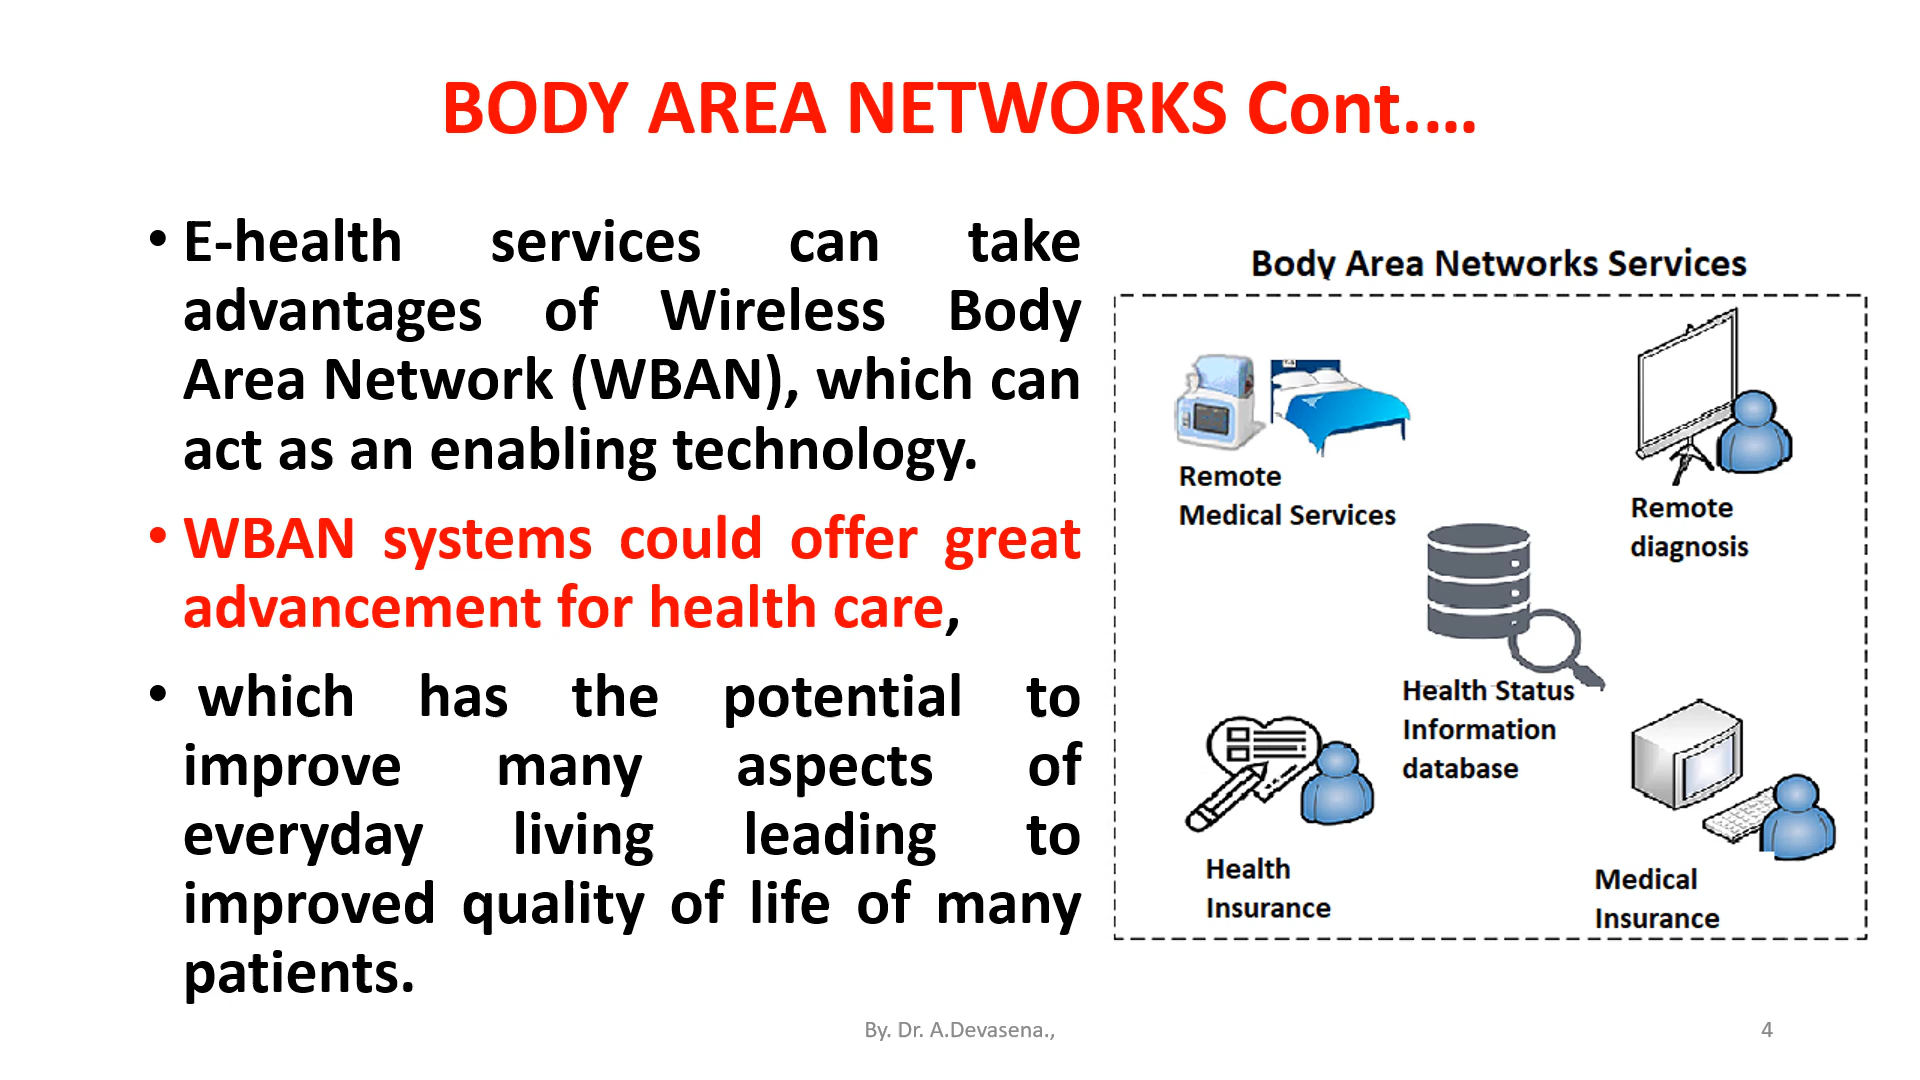 BODY AREA NETWORKS Cont.…
• E-health services can take
advantages of Wireless Body
Area Network (WBAN), which can
act as an enabling technology.
• WBAN systems could offer great
advancement for health care,
• which has the potential to
improve many aspects of
everyday living leading to
improved quality of life of many
patients.
Body Area Networks Services
Remote
Medical Services
Remote
diagnosis
Health Status
Information
database
Health
Insurance
Medical
Insurance
By. Dr. A.Devasena.,
4